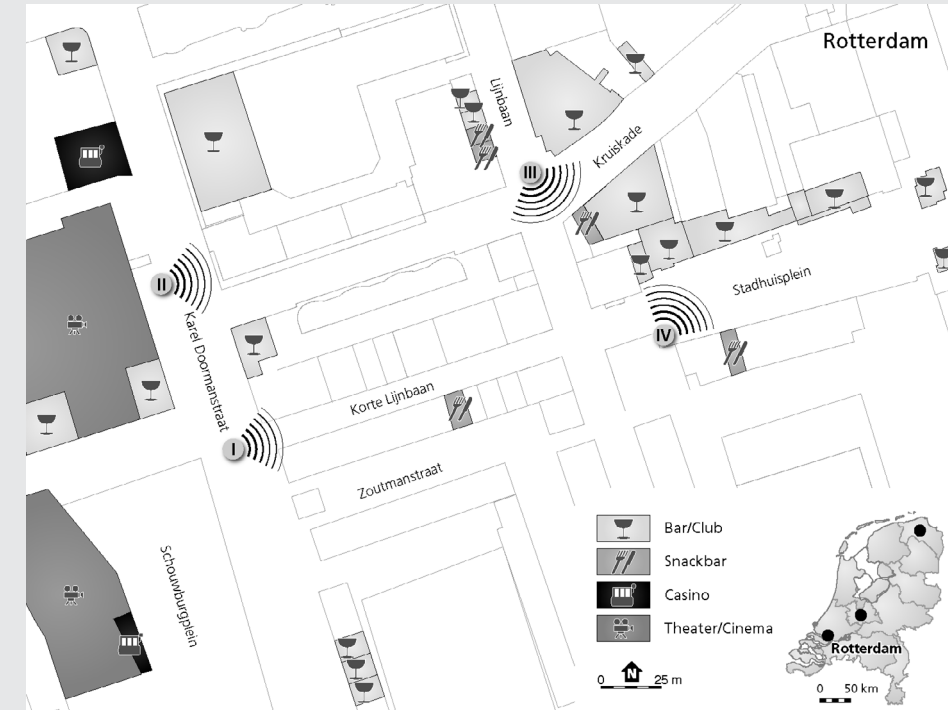 Rotterdam
Lijnbaan
Kruiskade
III
II
Stadhuisplein
IV
Karel Doormanstraat
Korte Lijnbaan
I
Zoutmanstraat
Schouwburgplein
Bar/Club
Snackbar
Casino
Theater/Cinema
N
0 25 m
Rotterdam
0 50 km